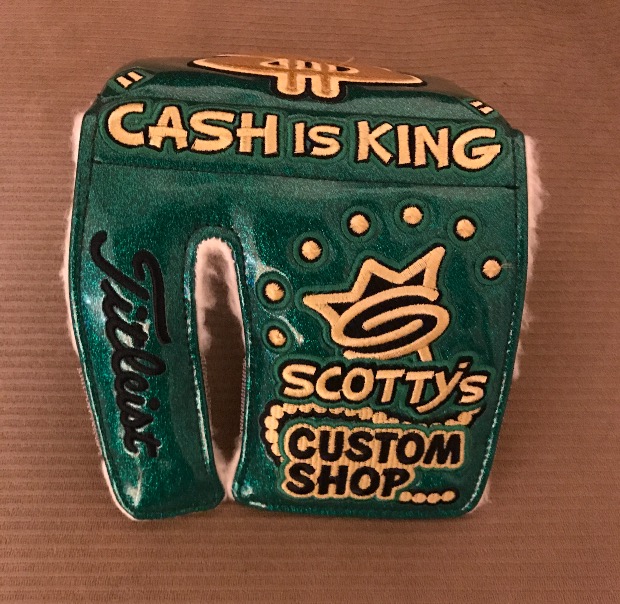 CASH IS KING
Titleist
SCOTTY'S
CUSTOM
SHOP